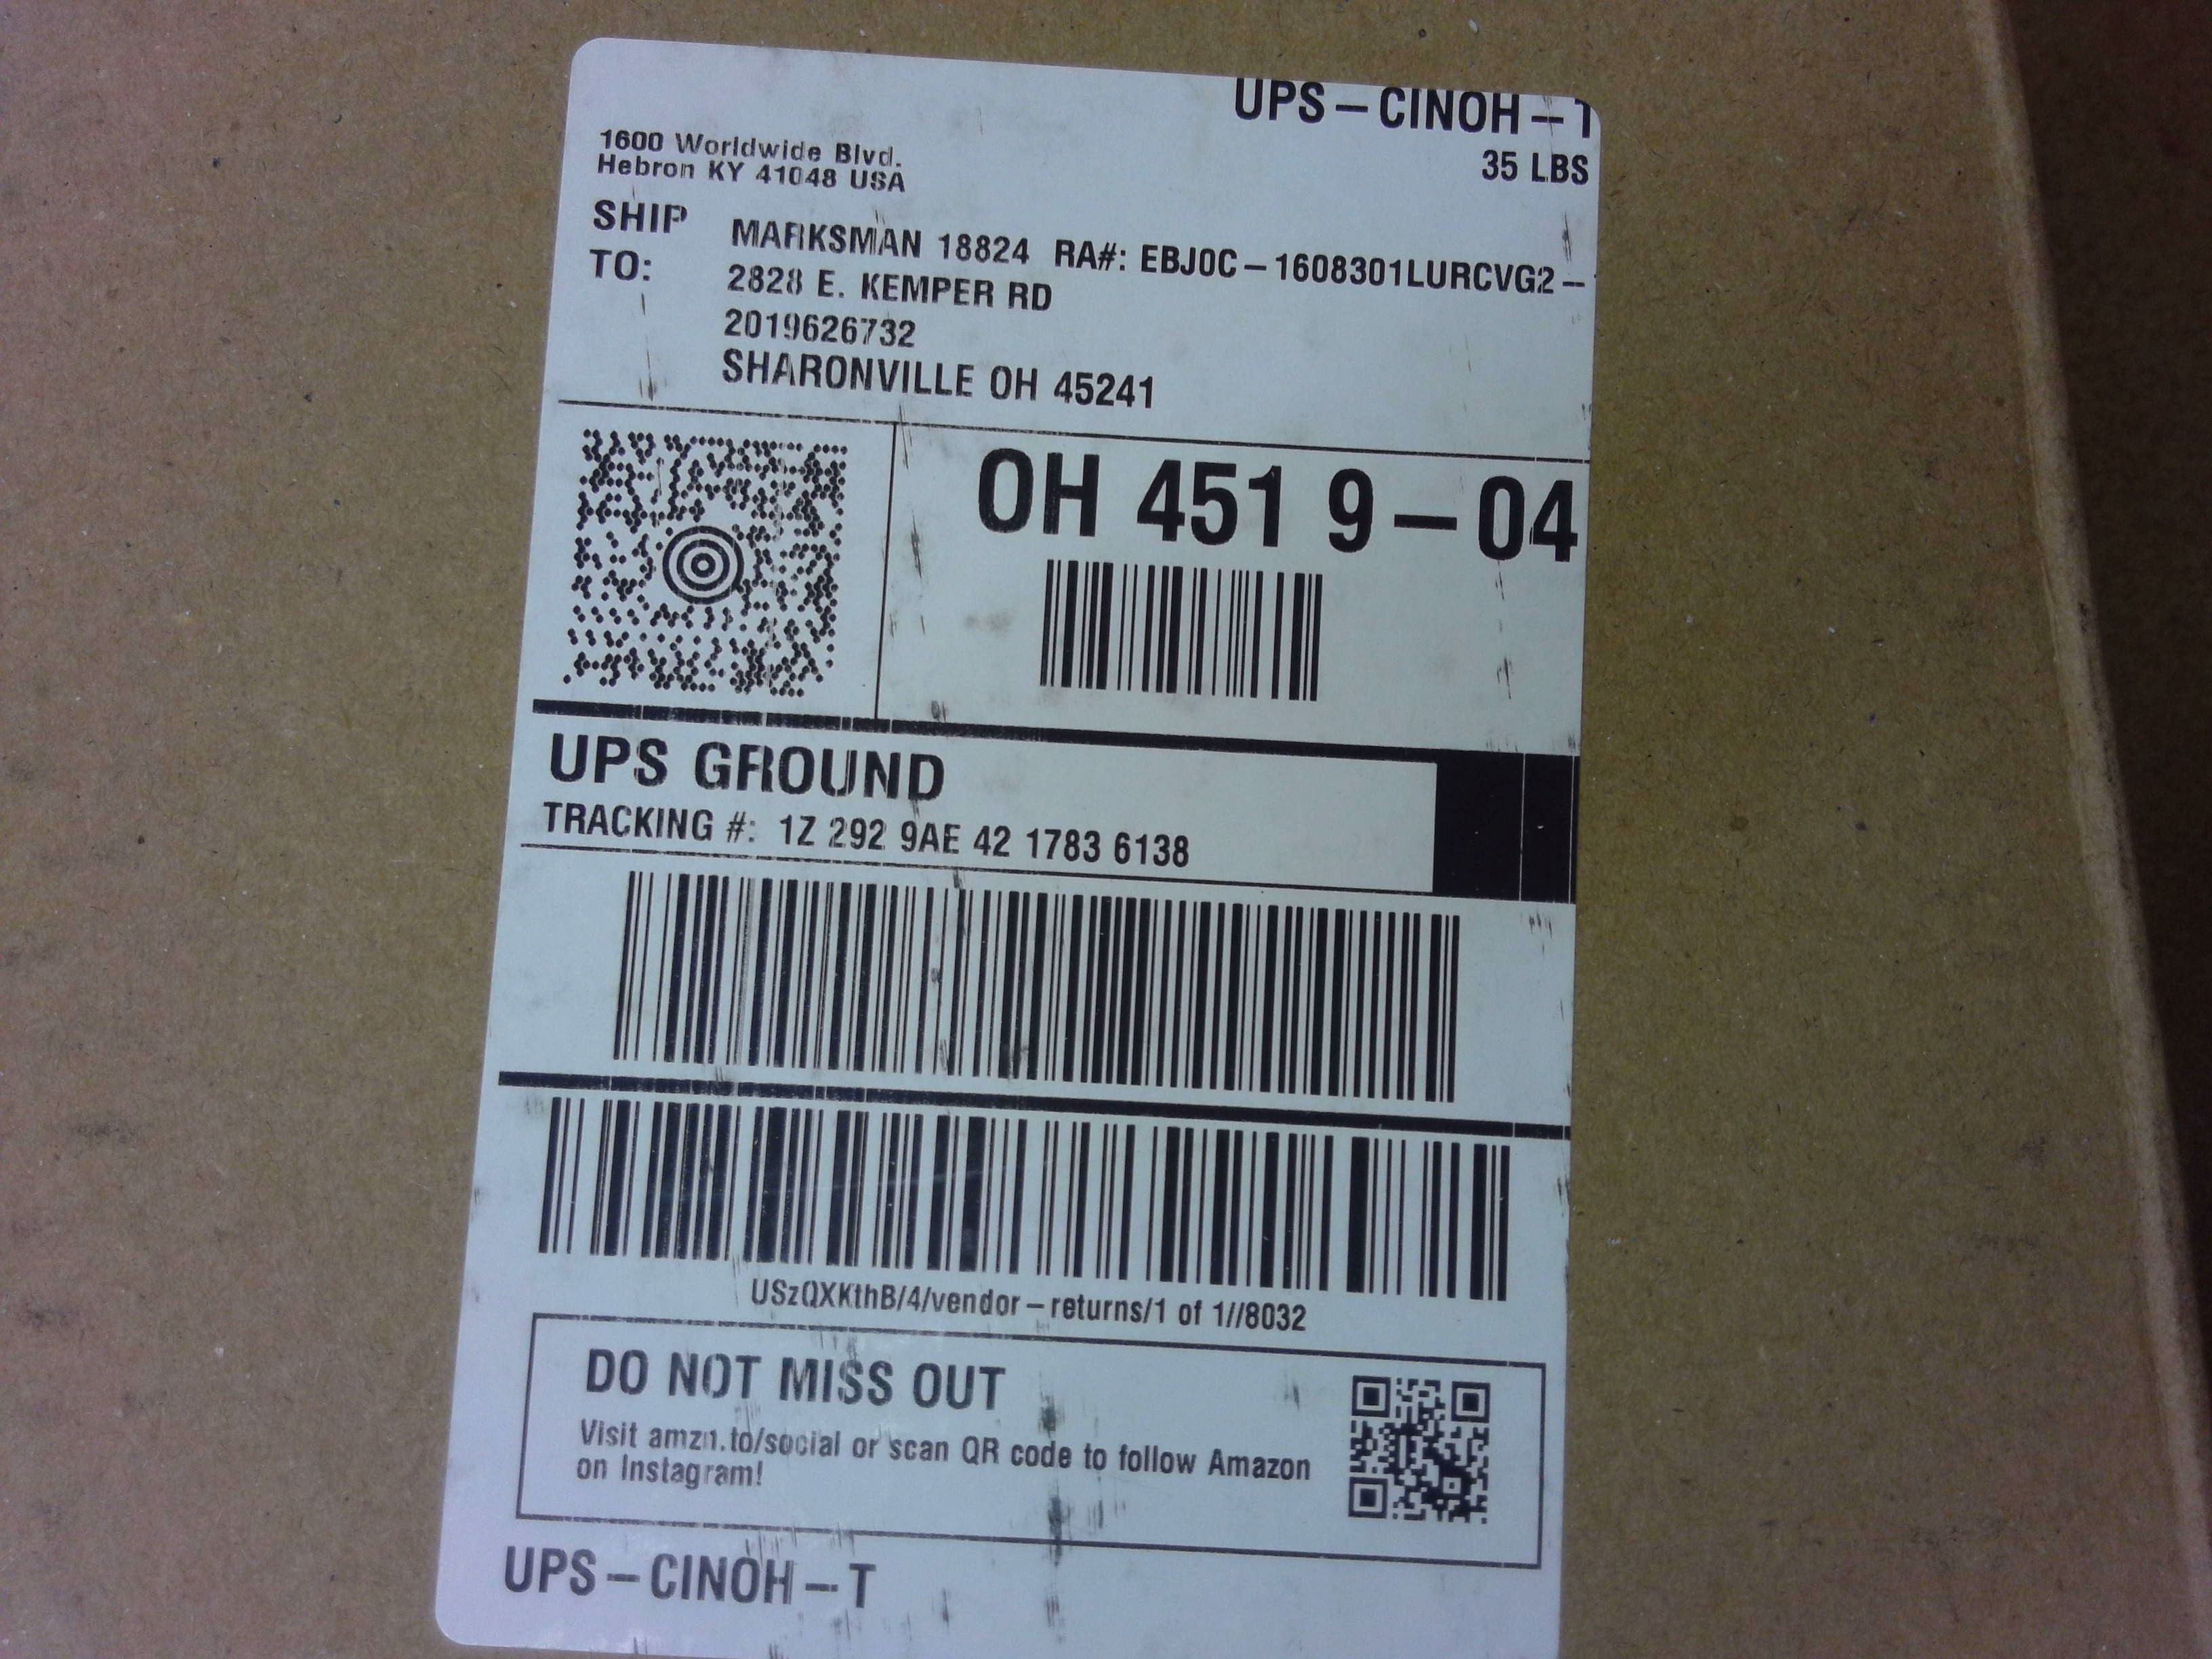 UPS – CINOH – T
35 LBS
1600 Worldwide Blvd.
Hebron KY 41048 USA
SHIP TO:
MARKSMAN 18824 RA#: EBJ0C – 1608301LURCVG2 –
2828 E. KEMPER RD
2019626732
SHARONVILLE OH 45241
OH 451 9 – 04
UPS GROUND
TRACKING #: 1Z 292 9AE 42 1783 6138
USzQXKthB/4/vendor – returns/1 of 1//8032
DO NOT MISS OUT
Visit amzn.to/social or scan QR code to follow Amazon
on Instagram!
UPS – CINOH – T